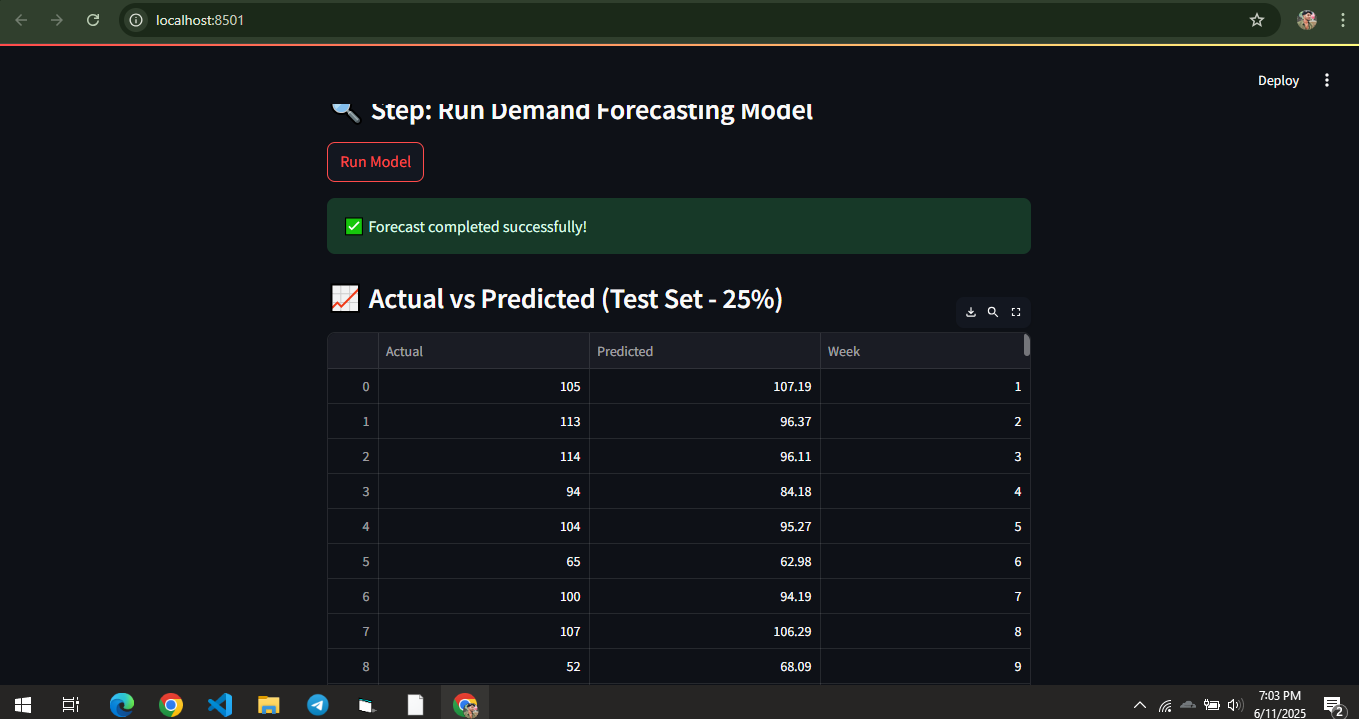 localhost:8501
Deploy
Step: Run Demand Forecasting Model
Run Model
Forecast completed successfully!
Actual vs Predicted (Test Set - 25%)
Actual Predicted Week
0 105 107.19 1
1 113 96.37 2
2 114 96.11 3
3 94 84.18 4
4 104 95.27 5
5 65 62.98 6
6 100 94.19 7
7 107 106.29 8
8 52 68.09 9
7:03 PM
6/11/2025
2